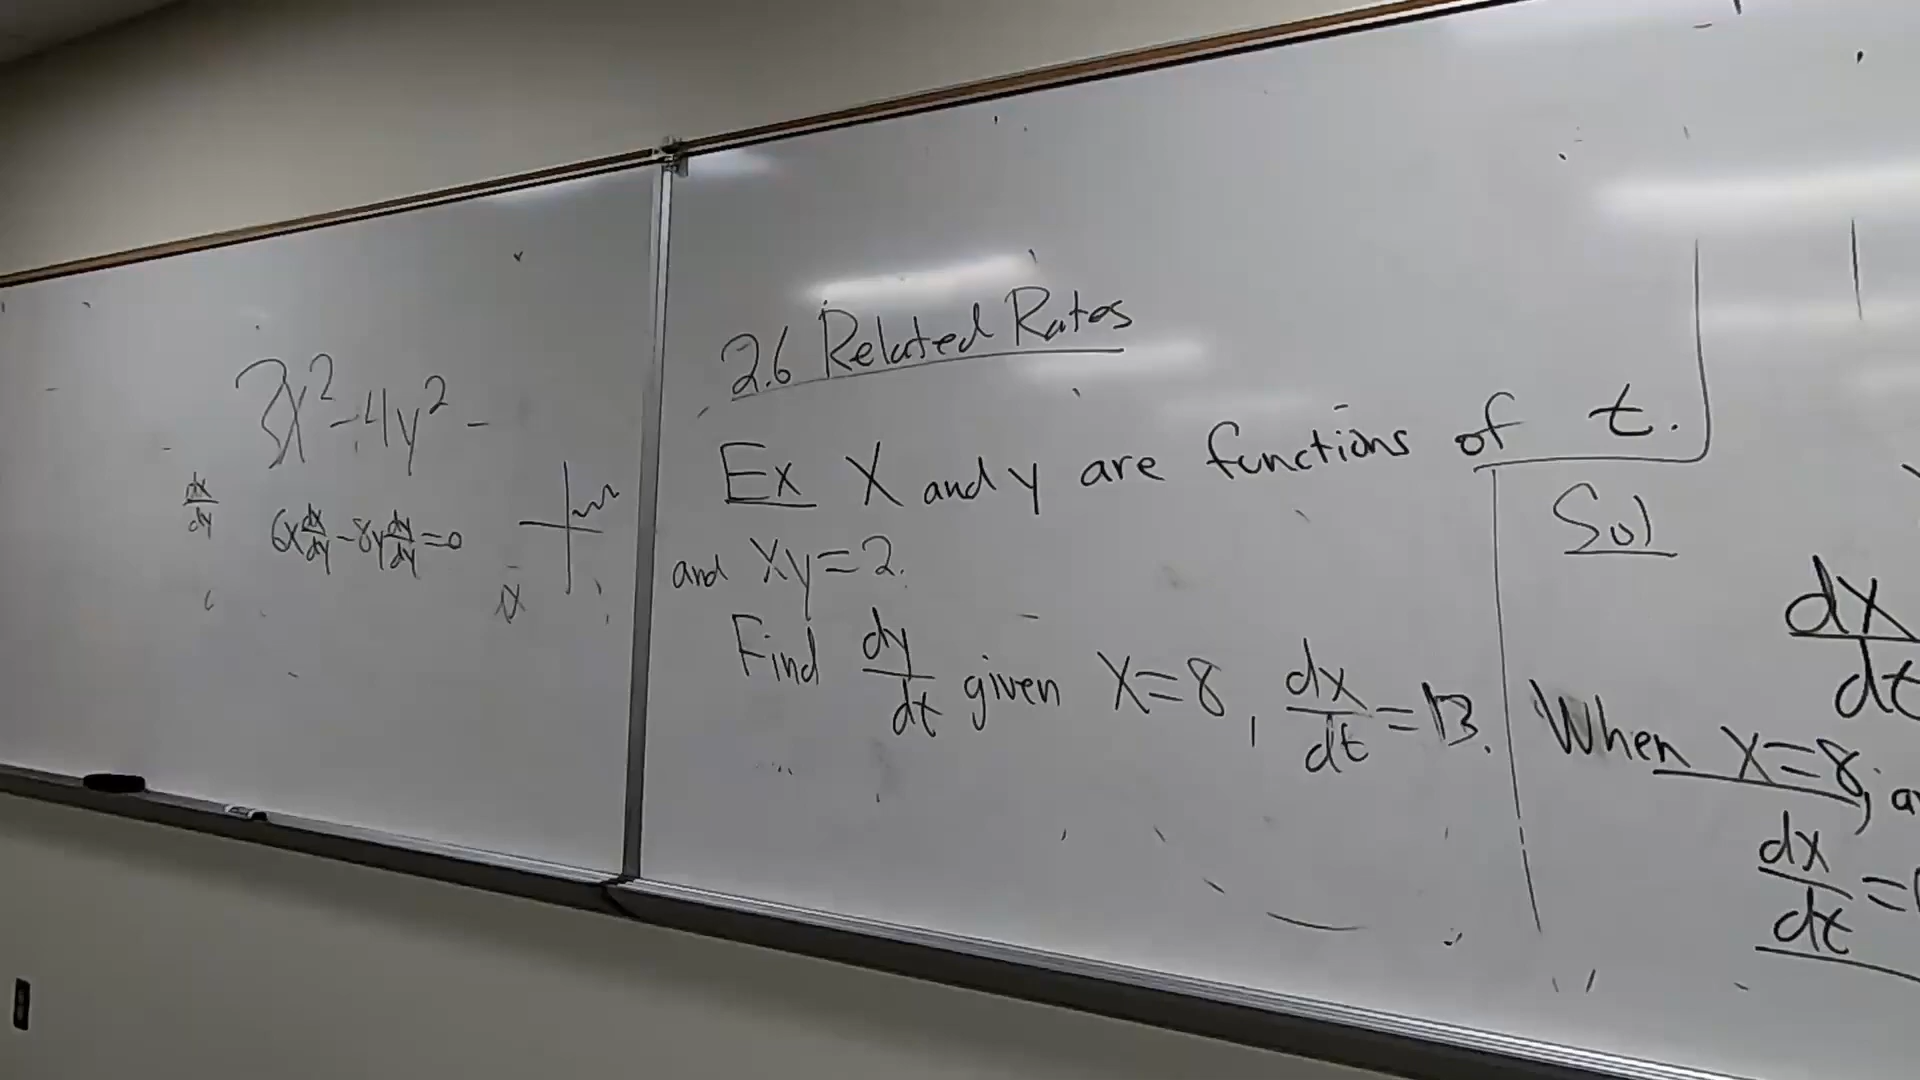 3x² - 4y² -
dx/dy 6x dx/dy - 8y dy/dy = 0
2.6 Related Rates
Ex X and y are functions of t.
and xy = 2.
Find dy/dt given x = 8, dx/dt = 13.
Sol
dx/dt
When x = 8,
dx/dt =